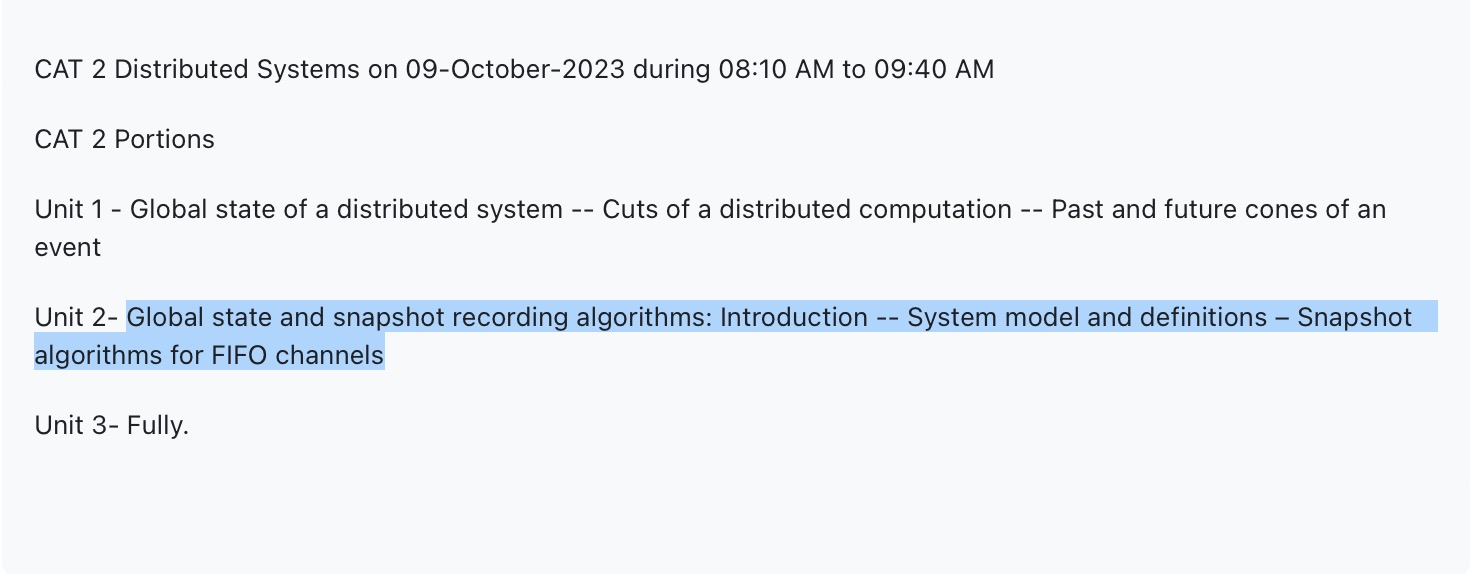 CAT 2 Distributed Systems on 09-October-2023 during 08:10 AM to 09:40 AM
CAT 2 Portions
Unit 1 - Global state of a distributed system -- Cuts of a distributed computation -- Past and future cones of an
event
Unit 2- Global state and snapshot recording algorithms: Introduction -- System model and definitions – Snapshot
algorithms for FIFO channels
Unit 3- Fully.